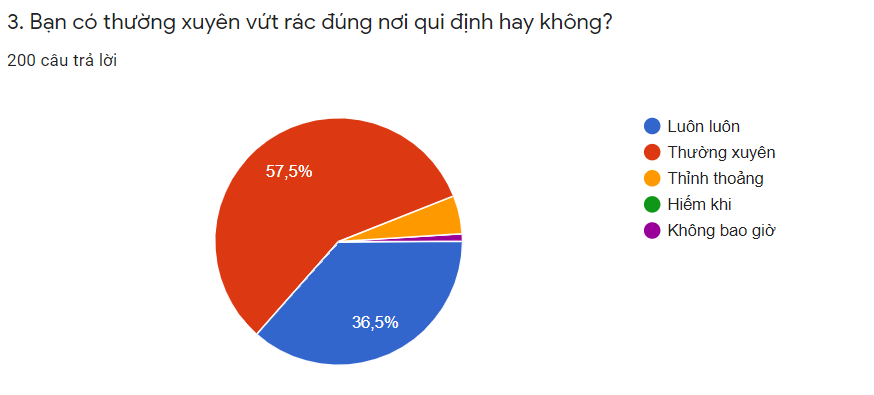 3. Bạn có thường xuyên vứt rác đúng nơi qui định hay không?
200 câu trả lời
57,5%
36,5%
Luôn luôn
Thường xuyên
Thỉnh thoảng
Hiếm khi
Không bao giờ